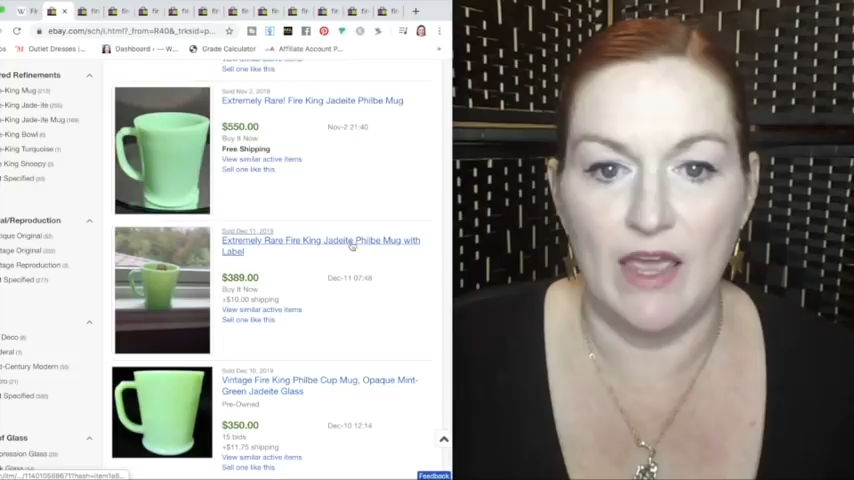 ebay.com/sch/i.html?_from=R40&_trksid=p...
Outlet Dresses |...
Dashboard ‹ — W...
Grade Calculator
Affiliate Account P...
Sell one like this
red Refinements
e-King Mug (213)
e-King Jade-ite
e-King Jade-ite Mug
e-King Bowl
e-King Turquoise (1)
e King Snoopy
t Specified
al/Reproduction
tique Original
tage Original
tage Reproduction
t Specified
Deco
deral
d-Century Modern
tro
t Specified
of Glass
pression Glass
Sold Nov 2, 2019
Extremely Rare! Fire King Jadeite Philbe Mug
$550.00
Nov-2 21:40
Buy It Now
Free Shipping
View similar active items
Sell one like this
Sold Dec 11, 2019
Extremely Rare Fire King Jadeite Philbe Mug with
Label
$389.00
Dec-11 07:48
Buy It Now
+$10.00 shipping
View similar active items
Sell one like this
Sold Dec 10, 2019
Vintage Fire King Philbe Cup Mug, Opaque Mint-
Green Jadeite Glass
Pre-Owned
$350.00
Dec-10 12:14
15 bids
+$11.75 shipping
View similar active items
Sell one like this
Feedback